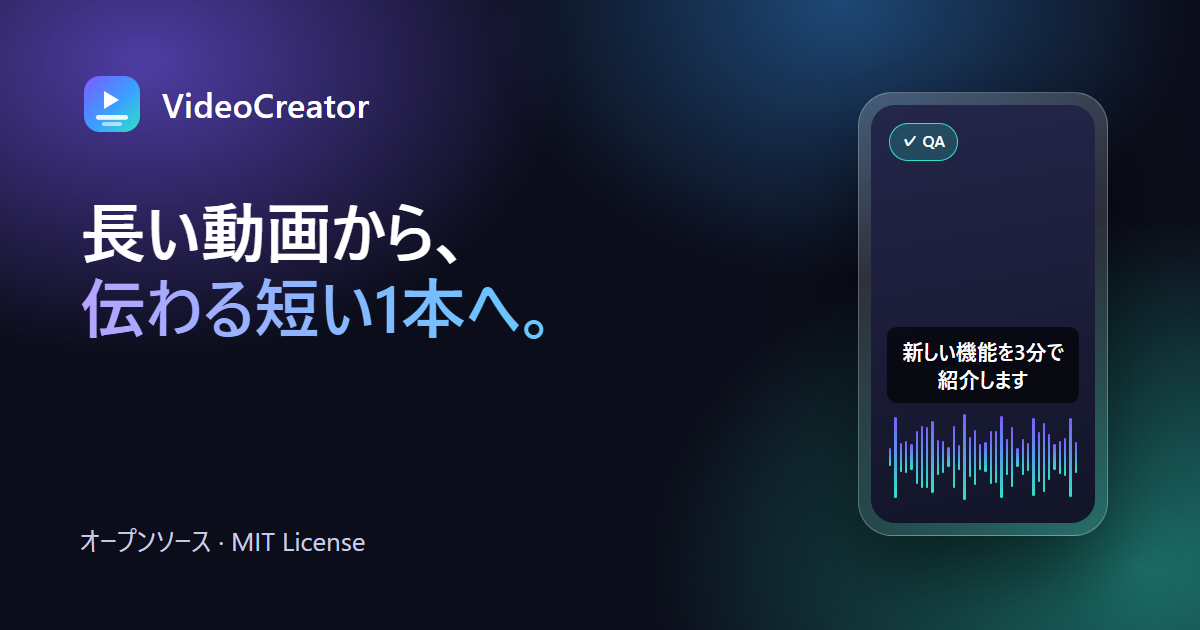 VideoCreator
長い動画から、
伝わる短い1本へ。
オープンソース · MIT License
✓ QA
新しい機能を3分で
紹介します